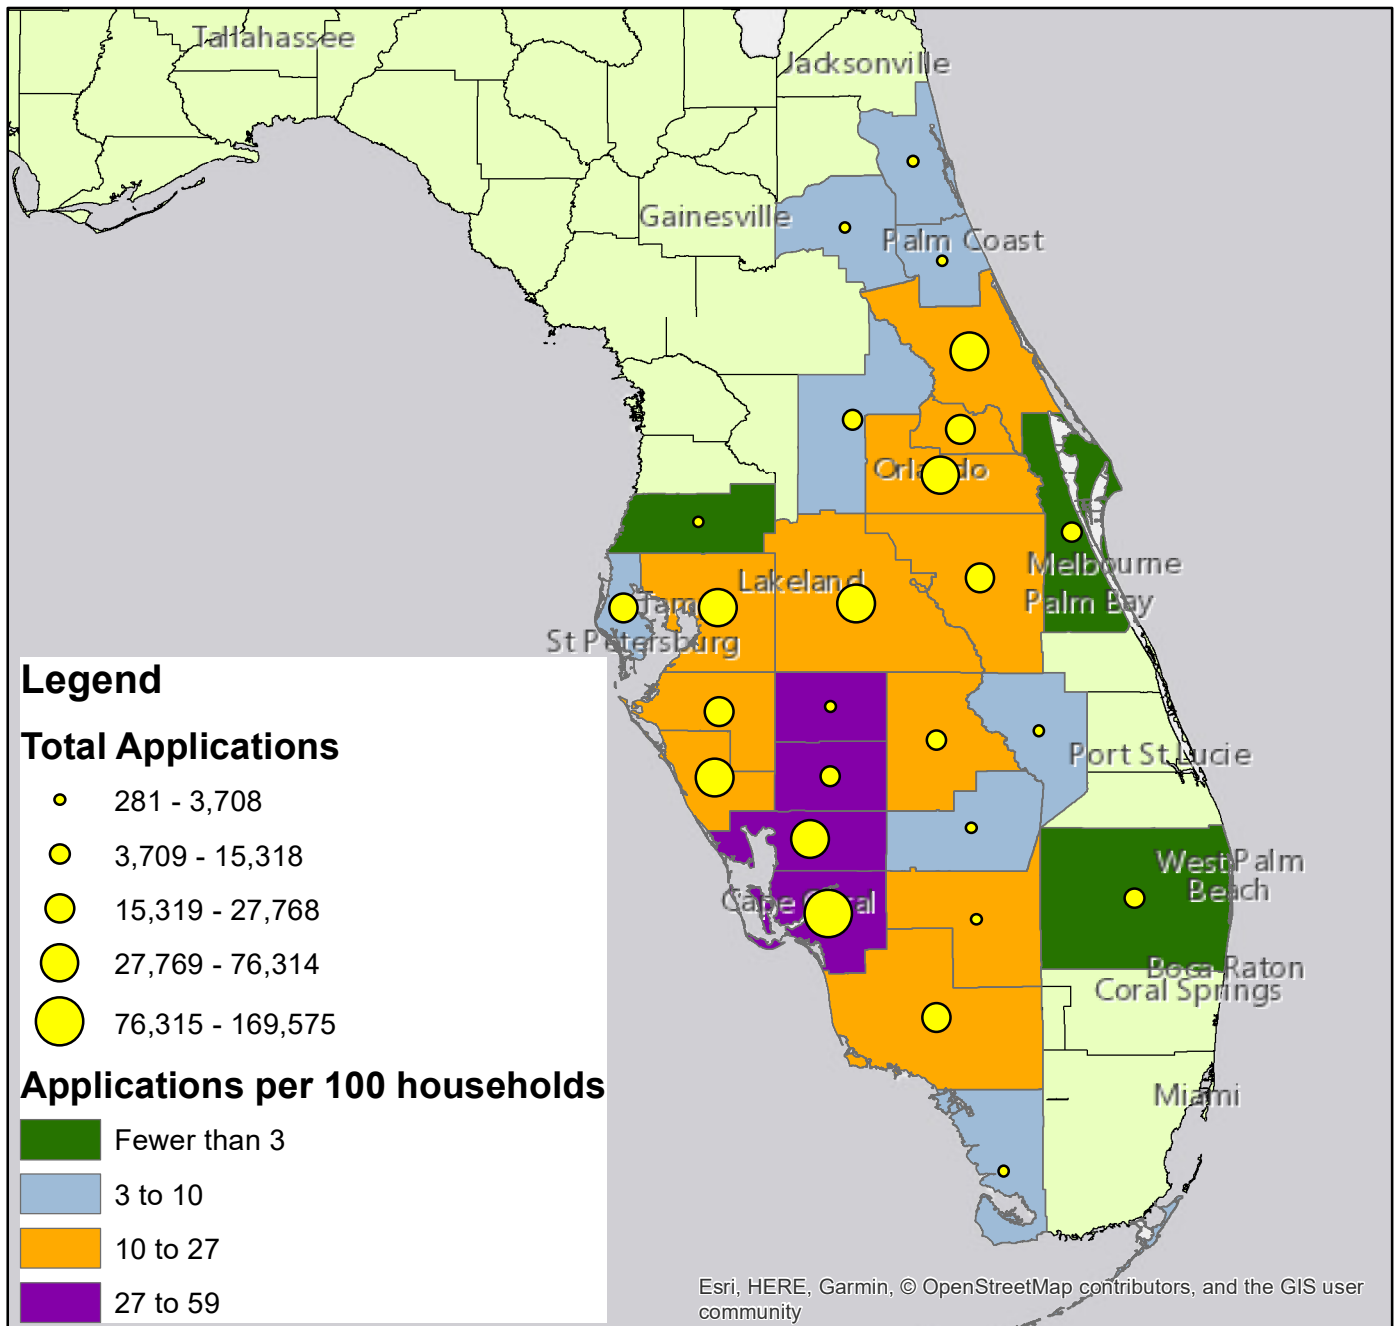 Tallahassee
Jacksonville
Gainesville
Palm Coast
Orlando
Lakeland
Melbourne
Palm Bay
Tam
St Petersburg
Legend
Total Applications
281 - 3,708
3,709 - 15,318
15,319 - 27,768
27,769 - 76,314
76,315 - 169,575
Applications per 100 households
Fewer than 3
3 to 10
10 to 27
27 to 59
Port St Lucie
West Palm
Beach
Cape Coral
Boca Raton
Coral Springs
Miami
Esri, HERE, Garmin, © OpenStreetMap contributors, and the GIS user
community